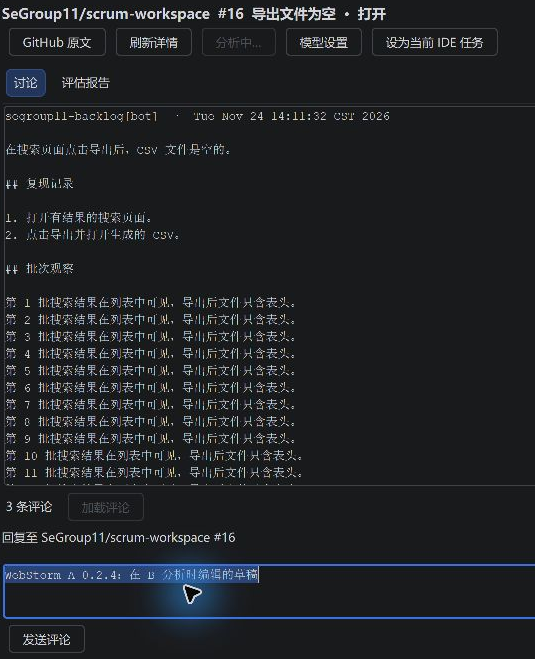 SeGroup11/scrum-workspace #16 导出文件为空 • 打开
GitHub 原文 刷新详情 分析中... 模型设置 设为当前 IDE 任务
讨论 评估报告
segroup11-backlog[bot] · Tue Nov 24 14:11:32 CST 2026
在搜索页面点击导出后，CSV 文件是空的。
## 复现记录
1. 打开有结果的搜索页面。
2. 点击导出并打开生成的 CSV。
## 批次观察
第 1 批搜索结果在列表中可见，导出后文件只含表头。
第 2 批搜索结果在列表中可见，导出后文件只含表头。
第 3 批搜索结果在列表中可见，导出后文件只含表头。
第 4 批搜索结果在列表中可见，导出后文件只含表头。
第 5 批搜索结果在列表中可见，导出后文件只含表头。
第 6 批搜索结果在列表中可见，导出后文件只含表头。
第 7 批搜索结果在列表中可见，导出后文件只含表头。
第 8 批搜索结果在列表中可见，导出后文件只含表头。
第 9 批搜索结果在列表中可见，导出后文件只含表头。
第 10 批搜索结果在列表中可见，导出后文件只含表头。
第 11 批搜索结果在列表中可见，导出后文件只含表头。
3 条评论 加载评论
回复至 SeGroup11/scrum-workspace #16
WebStorm A 0.2.4：在 B 分析时编辑的草稿
发送评论